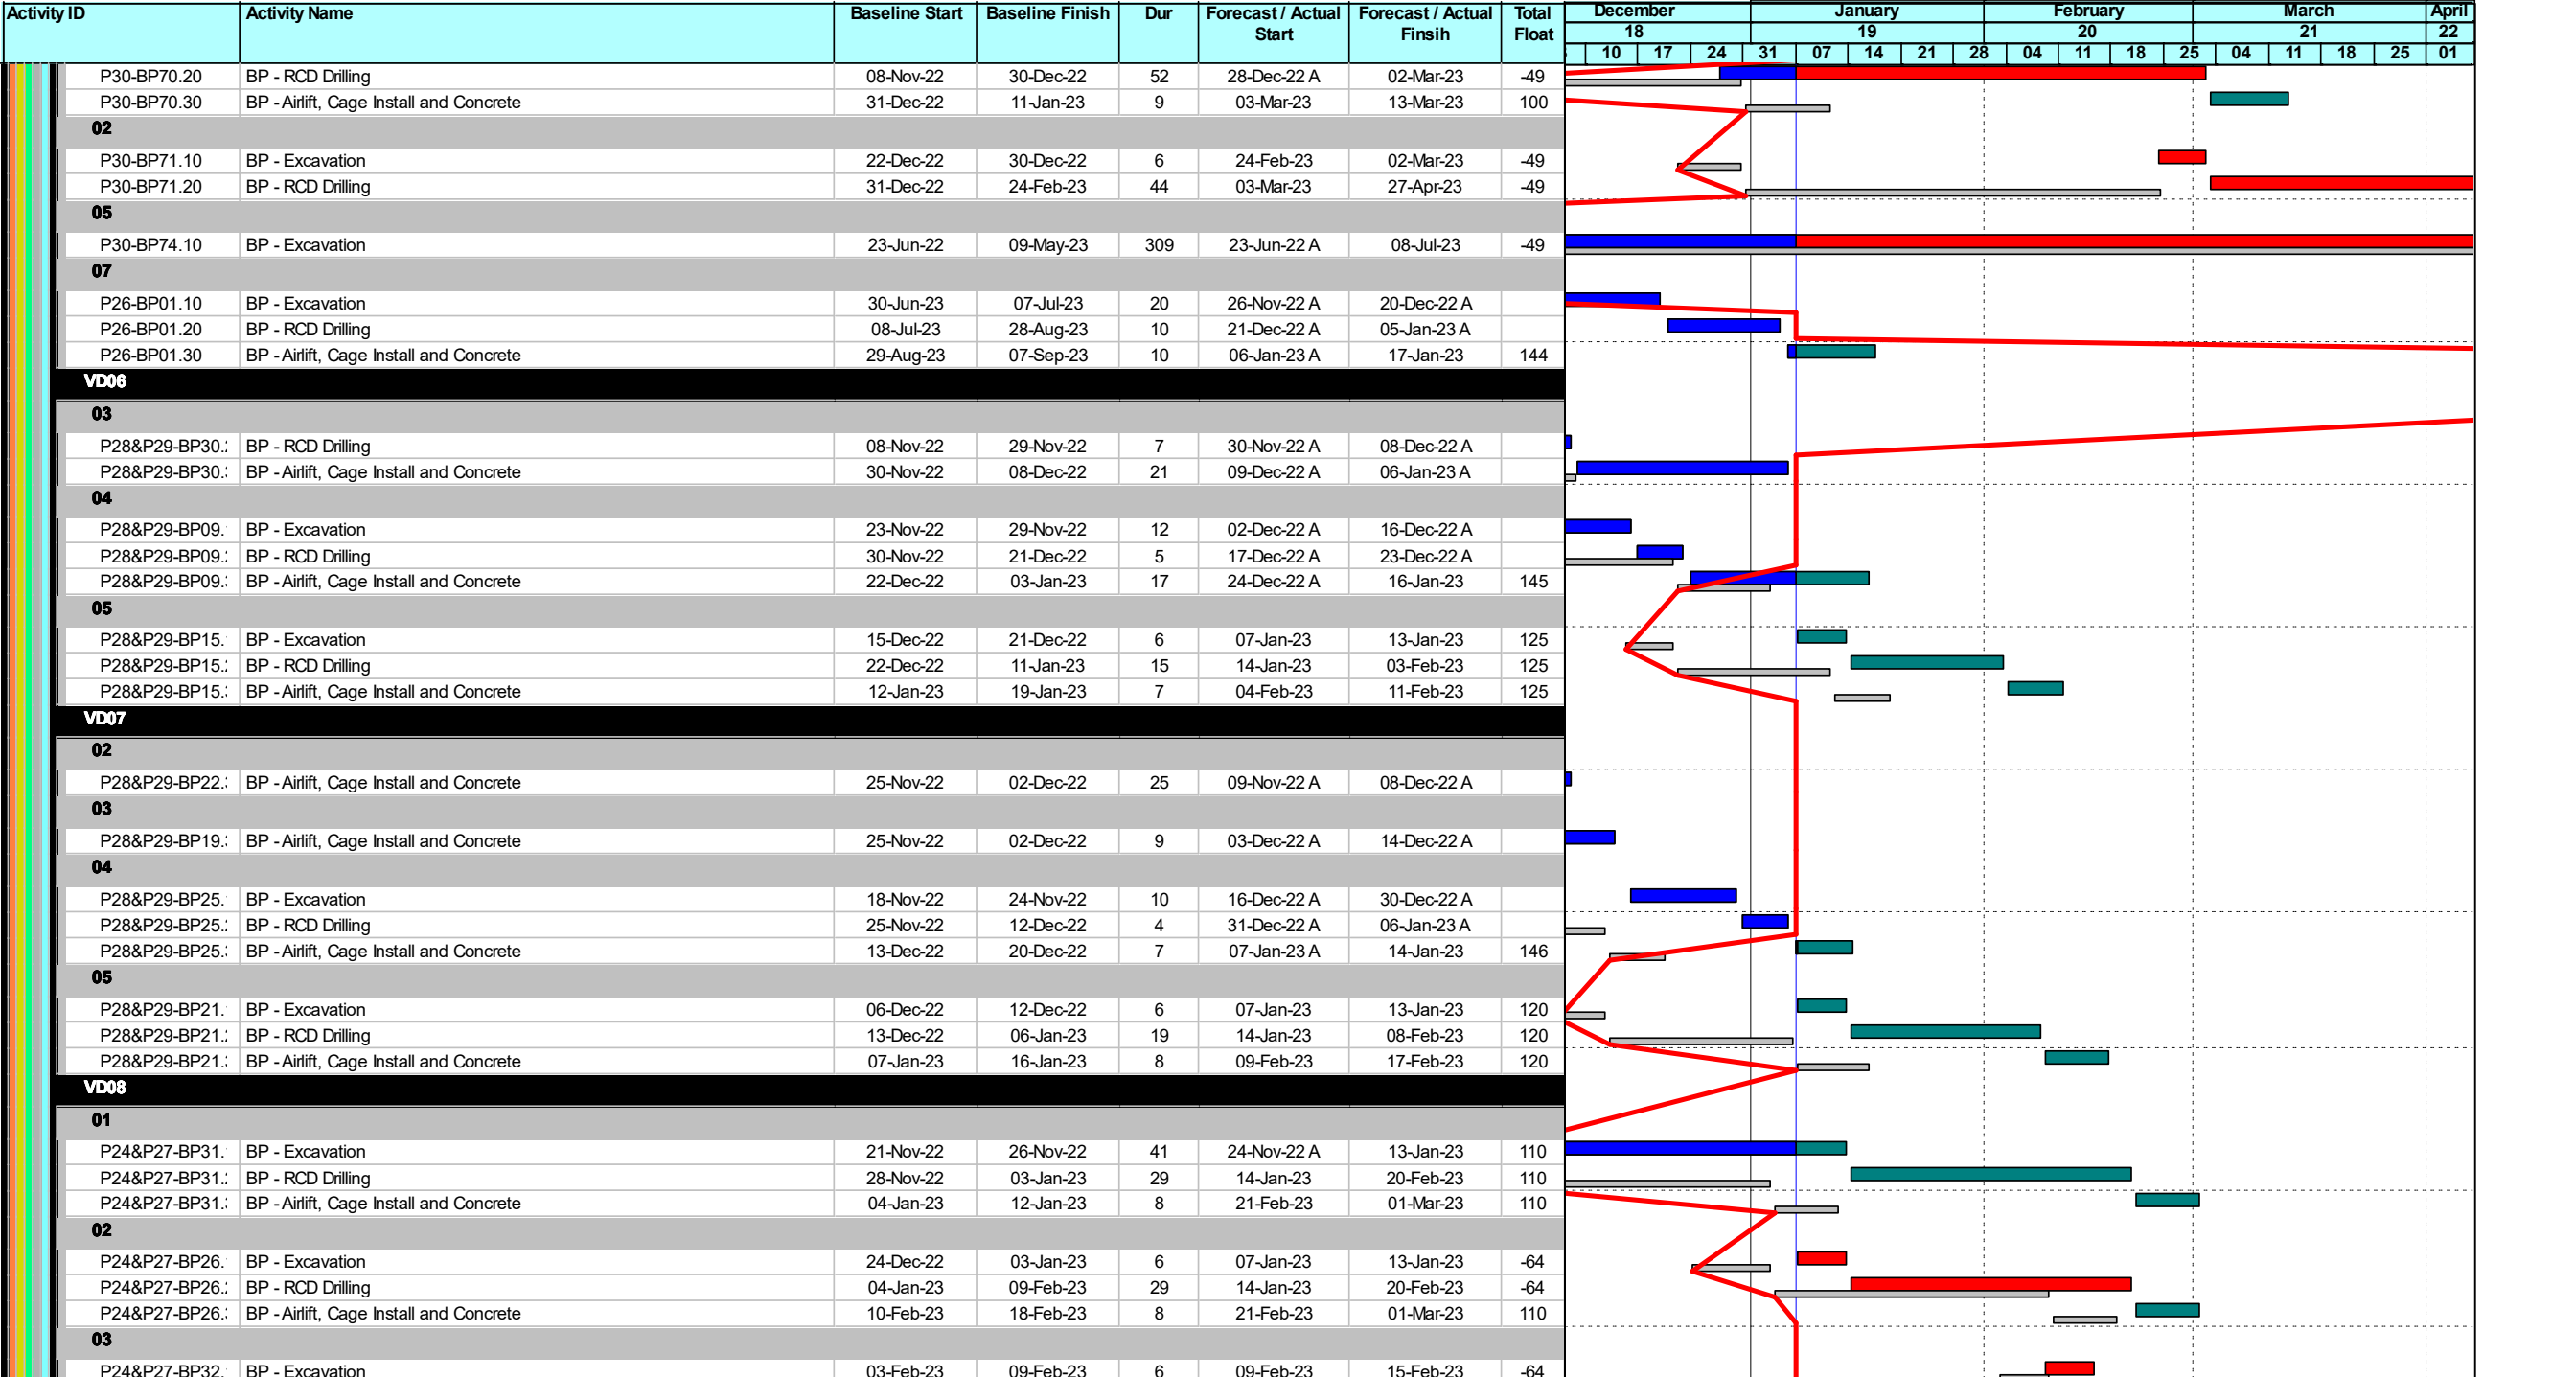 Activity ID Activity Name Baseline Start Baseline Finish Dur Forecast / Actual Start Forecast / Actual Finsih Total Float December January February March April
18 19 20 21 22
10 17 24 31 07 14 21 28 04 11 18 25 04 11 18 25 01
P30-BP70.20 BP - RCD Drilling 08-Nov-22 30-Dec-22 52 28-Dec-22 A 02-Mar-23 -49
P30-BP70.30 BP - Airlift, Cage Install and Concrete 31-Dec-22 11-Jan-23 9 03-Mar-23 13-Mar-23 100
02
P30-BP71.10 BP - Excavation 22-Dec-22 30-Dec-22 6 24-Feb-23 02-Mar-23 -49
P30-BP71.20 BP - RCD Drilling 31-Dec-22 24-Feb-23 44 03-Mar-23 27-Apr-23 -49
05
P30-BP74.10 BP - Excavation 23-Jun-22 09-May-23 309 23-Jun-22 A 08-Jul-23 -49
07
P26-BP01.10 BP - Excavation 30-Jun-23 07-Jul-23 20 26-Nov-22 A 20-Dec-22 A
P26-BP01.20 BP - RCD Drilling 08-Jul-23 28-Aug-23 10 21-Dec-22 A 05-Jan-23 A
P26-BP01.30 BP - Airlift, Cage Install and Concrete 29-Aug-23 07-Sep-23 10 06-Jan-23 A 17-Jan-23 144
VD06
03
P28&P29-BP30. BP - RCD Drilling 08-Nov-22 29-Nov-22 7 30-Nov-22 A 08-Dec-22 A
P28&P29-BP30. BP - Airlift, Cage Install and Concrete 30-Nov-22 08-Dec-22 21 09-Dec-22 A 06-Jan-23 A
04
P28&P29-BP09. BP - Excavation 23-Nov-22 29-Nov-22 12 02-Dec-22 A 16-Dec-22 A
P28&P29-BP09. BP - RCD Drilling 30-Nov-22 21-Dec-22 5 17-Dec-22 A 23-Dec-22 A
P28&P29-BP09. BP - Airlift, Cage Install and Concrete 22-Dec-22 03-Jan-23 17 24-Dec-22 A 16-Jan-23 145
05
P28&P29-BP15. BP - Excavation 15-Dec-22 21-Dec-22 6 07-Jan-23 13-Jan-23 125
P28&P29-BP15. BP - RCD Drilling 22-Dec-22 11-Jan-23 15 14-Jan-23 03-Feb-23 125
P28&P29-BP15. BP - Airlift, Cage Install and Concrete 12-Jan-23 19-Jan-23 7 04-Feb-23 11-Feb-23 125
VD07
02
P28&P29-BP22. BP - Airlift, Cage Install and Concrete 25-Nov-22 02-Dec-22 25 09-Nov-22 A 08-Dec-22 A
03
P28&P29-BP19. BP - Airlift, Cage Install and Concrete 25-Nov-22 02-Dec-22 9 03-Dec-22 A 14-Dec-22 A
04
P28&P29-BP25. BP - Excavation 18-Nov-22 24-Nov-22 10 16-Dec-22 A 30-Dec-22 A
P28&P29-BP25. BP - RCD Drilling 25-Nov-22 12-Dec-22 4 31-Dec-22 A 06-Jan-23 A
P28&P29-BP25. BP - Airlift, Cage Install and Concrete 13-Dec-22 20-Dec-22 7 07-Jan-23 A 14-Jan-23 146
05
P28&P29-BP21. BP - Excavation 06-Dec-22 12-Dec-22 6 07-Jan-23 13-Jan-23 120
P28&P29-BP21. BP - RCD Drilling 13-Dec-22 06-Jan-23 19 14-Jan-23 08-Feb-23 120
P28&P29-BP21. BP - Airlift, Cage Install and Concrete 07-Jan-23 16-Jan-23 8 09-Feb-23 17-Feb-23 120
VD08
01
P24&P27-BP31. BP - Excavation 21-Nov-22 26-Nov-22 41 24-Nov-22 A 13-Jan-23 110
P24&P27-BP31. BP - RCD Drilling 28-Nov-22 03-Jan-23 29 14-Jan-23 20-Feb-23 110
P24&P27-BP31. BP - Airlift, Cage Install and Concrete 04-Jan-23 12-Jan-23 8 21-Feb-23 01-Mar-23 110
02
P24&P27-BP26. BP - Excavation 24-Dec-22 03-Jan-23 6 07-Jan-23 13-Jan-23 -64
P24&P27-BP26. BP - RCD Drilling 04-Jan-23 09-Feb-23 29 14-Jan-23 20-Feb-23 -64
P24&P27-BP26. BP - Airlift, Cage Install and Concrete 10-Feb-23 18-Feb-23 8 21-Feb-23 01-Mar-23 110
03
P24&P27-BP32. BP - Excavation 03-Feb-23 09-Feb-23 6 09-Feb-23 15-Feb-23 -64